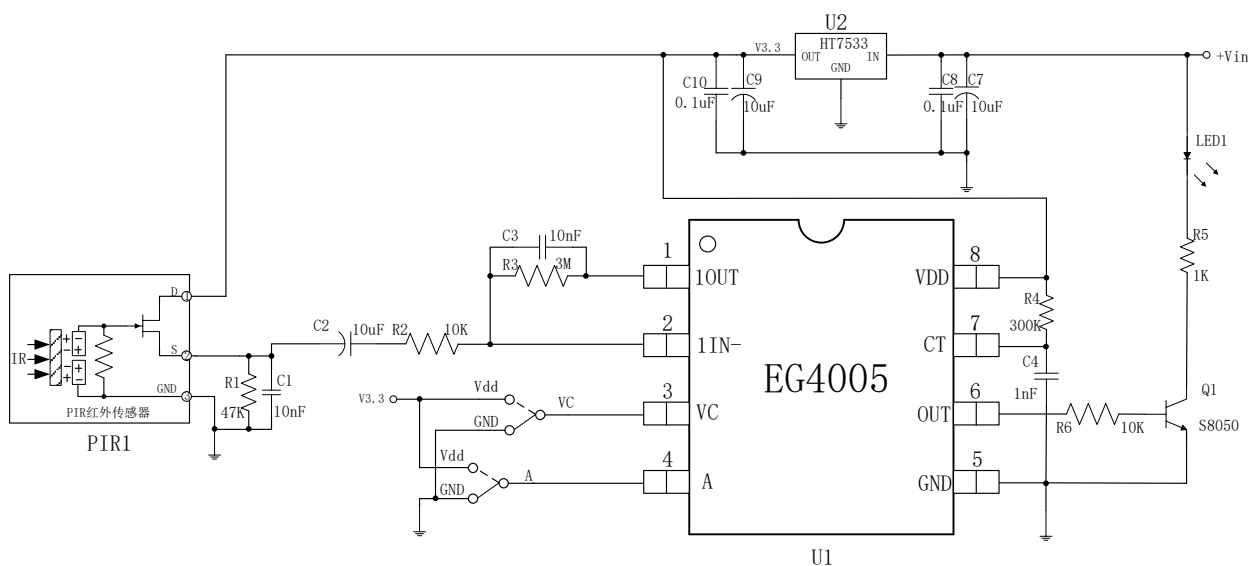 U2
HT7533
V3.3
OUT
IN
GND
+Vin
C10
0.1uF
C9
10uF
C8
0.1uF
C7
10uF
LED1
R5
1K
C3
10nF
R3
3M
1
1OUT
2
1IN-
3
VC
4
A
8
VDD
7
CT
6
OUT
5
GND
EG4005
U1
R4
300K
C4
1nF
Q1
S8050
R6
10K
D
1
S
2
GND
3
IR
PIR红外传感器
PIR1
R1
47K
C1
10nF
C2
10uF
R2
10K
V3.3
Vdd
GND
VC
Vdd
GND
A